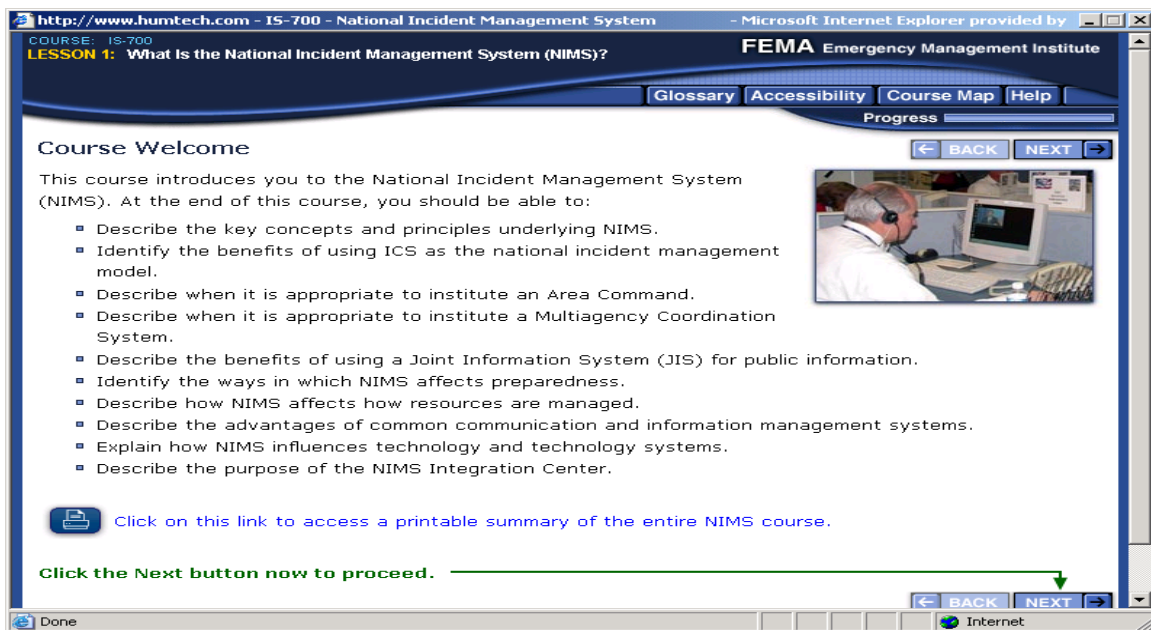 http://www.humtech.com - IS-700 - National Incident Management System - Microsoft Internet Explorer provided by
COURSE: IS-700
LESSON 1: What Is the National Incident Management System (NIMS)?
FEMA Emergency Management Institute
Glossary Accessibility Course Map Help
Progress
Course Welcome
BACK NEXT
This course introduces you to the National Incident Management System
(NIMS). At the end of this course, you should be able to:
Describe the key concepts and principles underlying NIMS.
Identify the benefits of using ICS as the national incident management
model.
Describe when it is appropriate to institute an Area Command.
Describe when it is appropriate to institute a Multiagency Coordination
System.
Describe the benefits of using a Joint Information System (JIS) for public information.
Identify the ways in which NIMS affects preparedness.
Describe how NIMS affects how resources are managed.
Describe the advantages of common communication and information management systems.
Explain how NIMS influences technology and technology systems.
Describe the purpose of the NIMS Integration Center.
Click on this link to access a printable summary of the entire NIMS course.
Click the Next button now to proceed.
BACK NEXT
Done
Internet